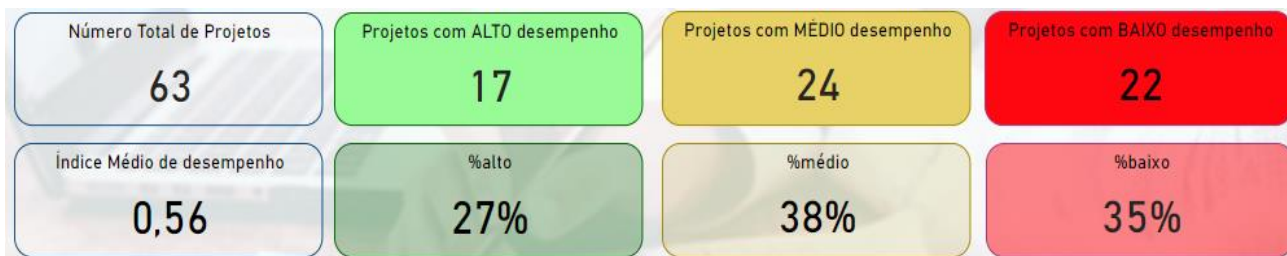 Número Total de Projetos
63
Projetos com ALTO desempenho
17
Projetos com MÉDIO desempenho
24
Projetos com BAIXO desempenho
22
Índice Médio de desempenho
0,56
%alto
27%
%médio
38%
%baixo
35%